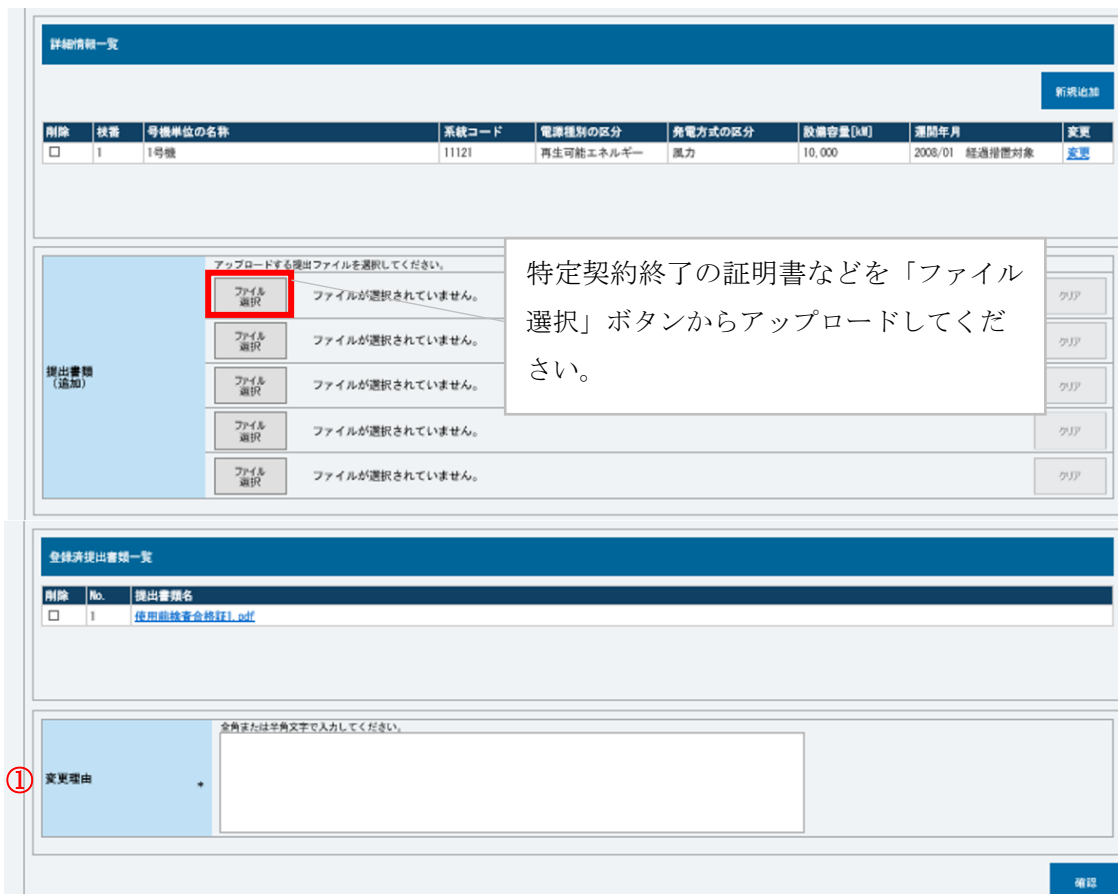 詳細情報一覧
新規追加
削除 枝番 号機単位の名称 系統コード 電源種別の区分 発電方式の区分 設備容量[kW] 運開年月 変更
1 1号機 11121 再生可能エネルギー 風力 10,000 2008/01 経過措置対象 変更
アップロードする提出ファイルを選択してください。
特定契約終了の証明書などを「ファイル
選択」ボタンからアップロードしてくだ
さい。
提出書類
(追加)
ファイル
選択
ファイルが選択されていません。
クリア
ファイル
選択
ファイルが選択されていません。
クリア
ファイル
選択
ファイルが選択されていません。
クリア
ファイル
選択
ファイルが選択されていません。
クリア
ファイル
選択
ファイルが選択されていません。
クリア
登録済提出書類一覧
削除 No. 提出書類名
1 使用前検査合格証1.pdf
全角または半角文字で入力してください。
① 変更理由 *
確認